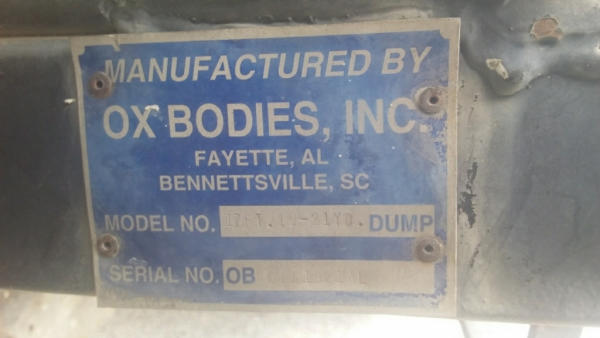 MANUFACTURED BY
OX BODIES, INC.
FAYETTE, AL
BENNETTSVILLE, SC
MODEL NO. DUMP
SERIAL NO. OB